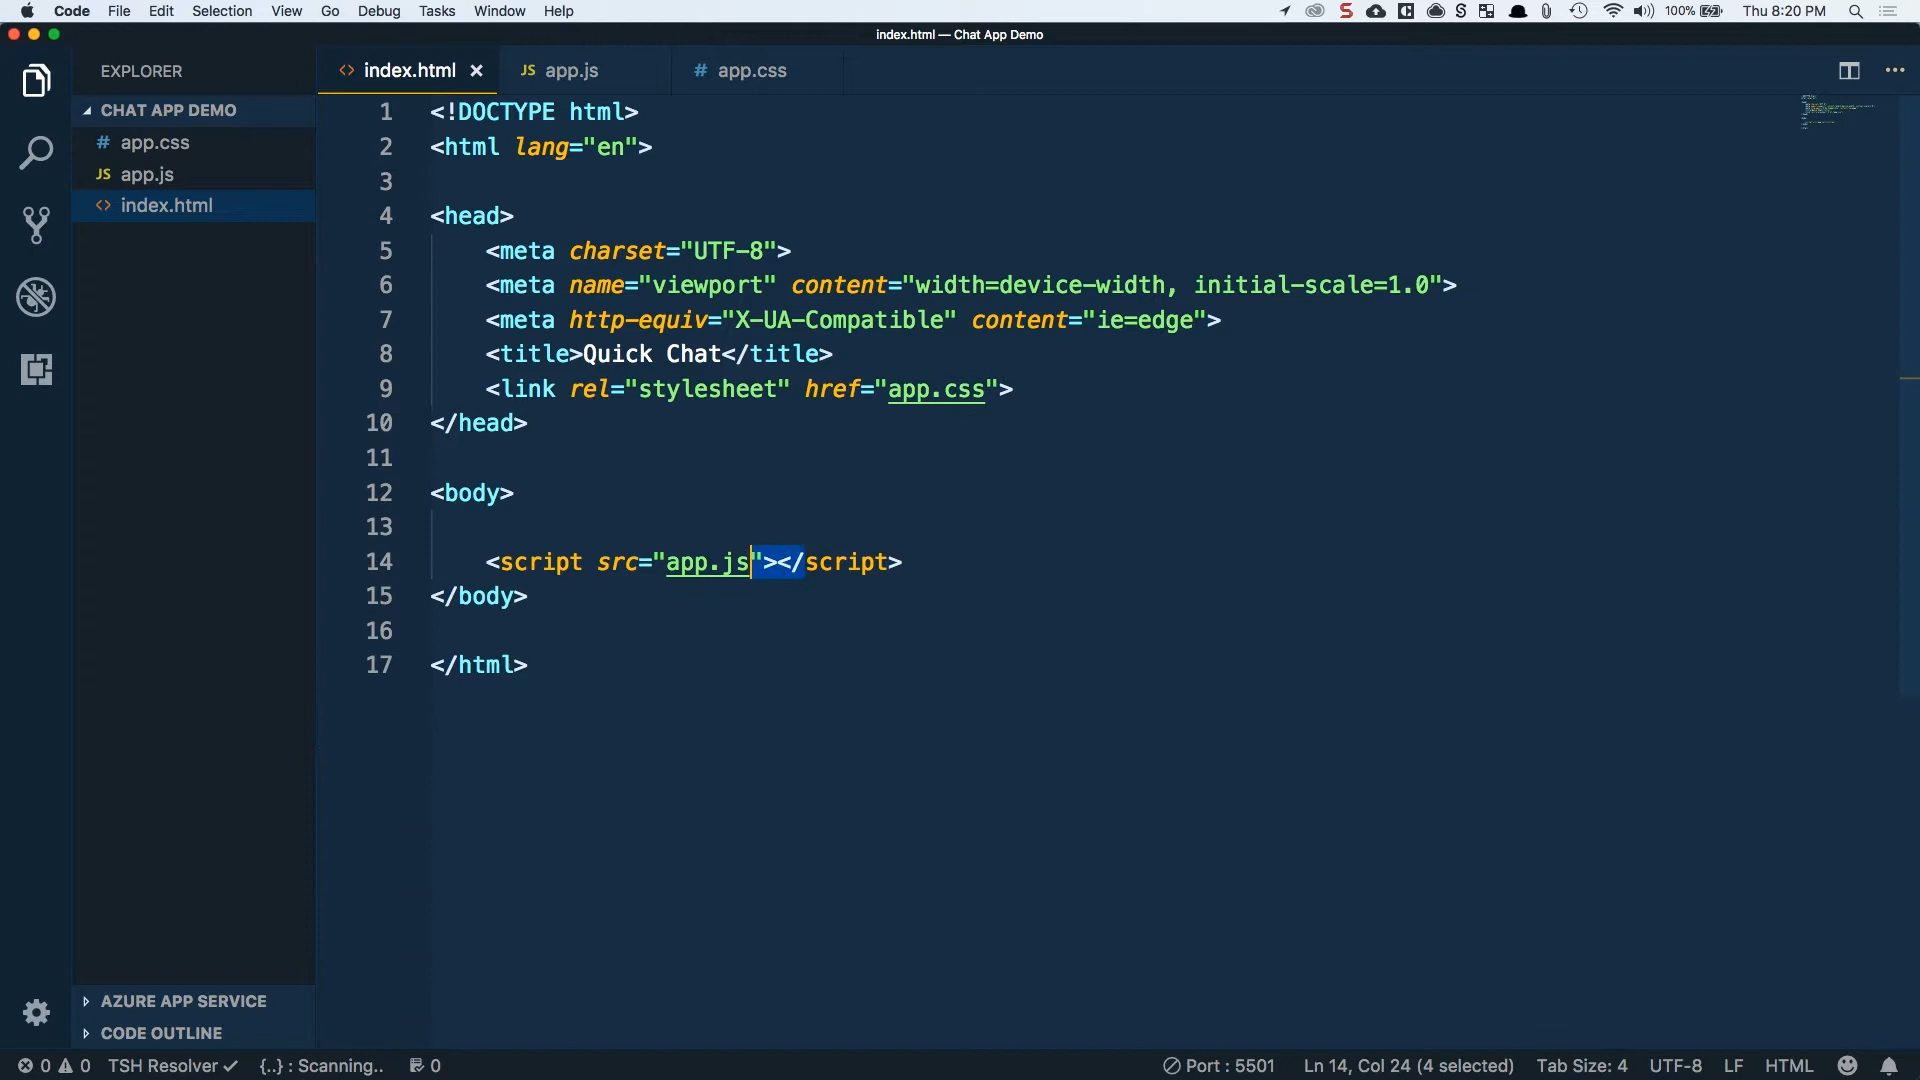 Code File Edit Selection View Go Debug Tasks Window Help 100% Thu 8:20 PM
index.html — Chat App Demo
EXPLORER
CHAT APP DEMO
# app.css
JS app.js
<> index.html
AZURE APP SERVICE
CODE OUTLINE
<> index.html × JS app.js # app.css
1 <!DOCTYPE html>
2 <html lang="en">
3
4 <head>
5 <meta charset="UTF-8">
6 <meta name="viewport" content="width=device-width, initial-scale=1.0">
7 <meta http-equiv="X-UA-Compatible" content="ie=edge">
8 <title>Quick Chat</title>
9 <link rel="stylesheet" href="app.css">
10 </head>
11
12 <body>
13
14 <script src="app.js"></script>
15 </body>
16
17 </html>
0 0 TSH Resolver ✓ {..} : Scanning.. 0 Port : 5501 Ln 14, Col 24 (4 selected) Tab Size: 4 UTF-8 LF HTML